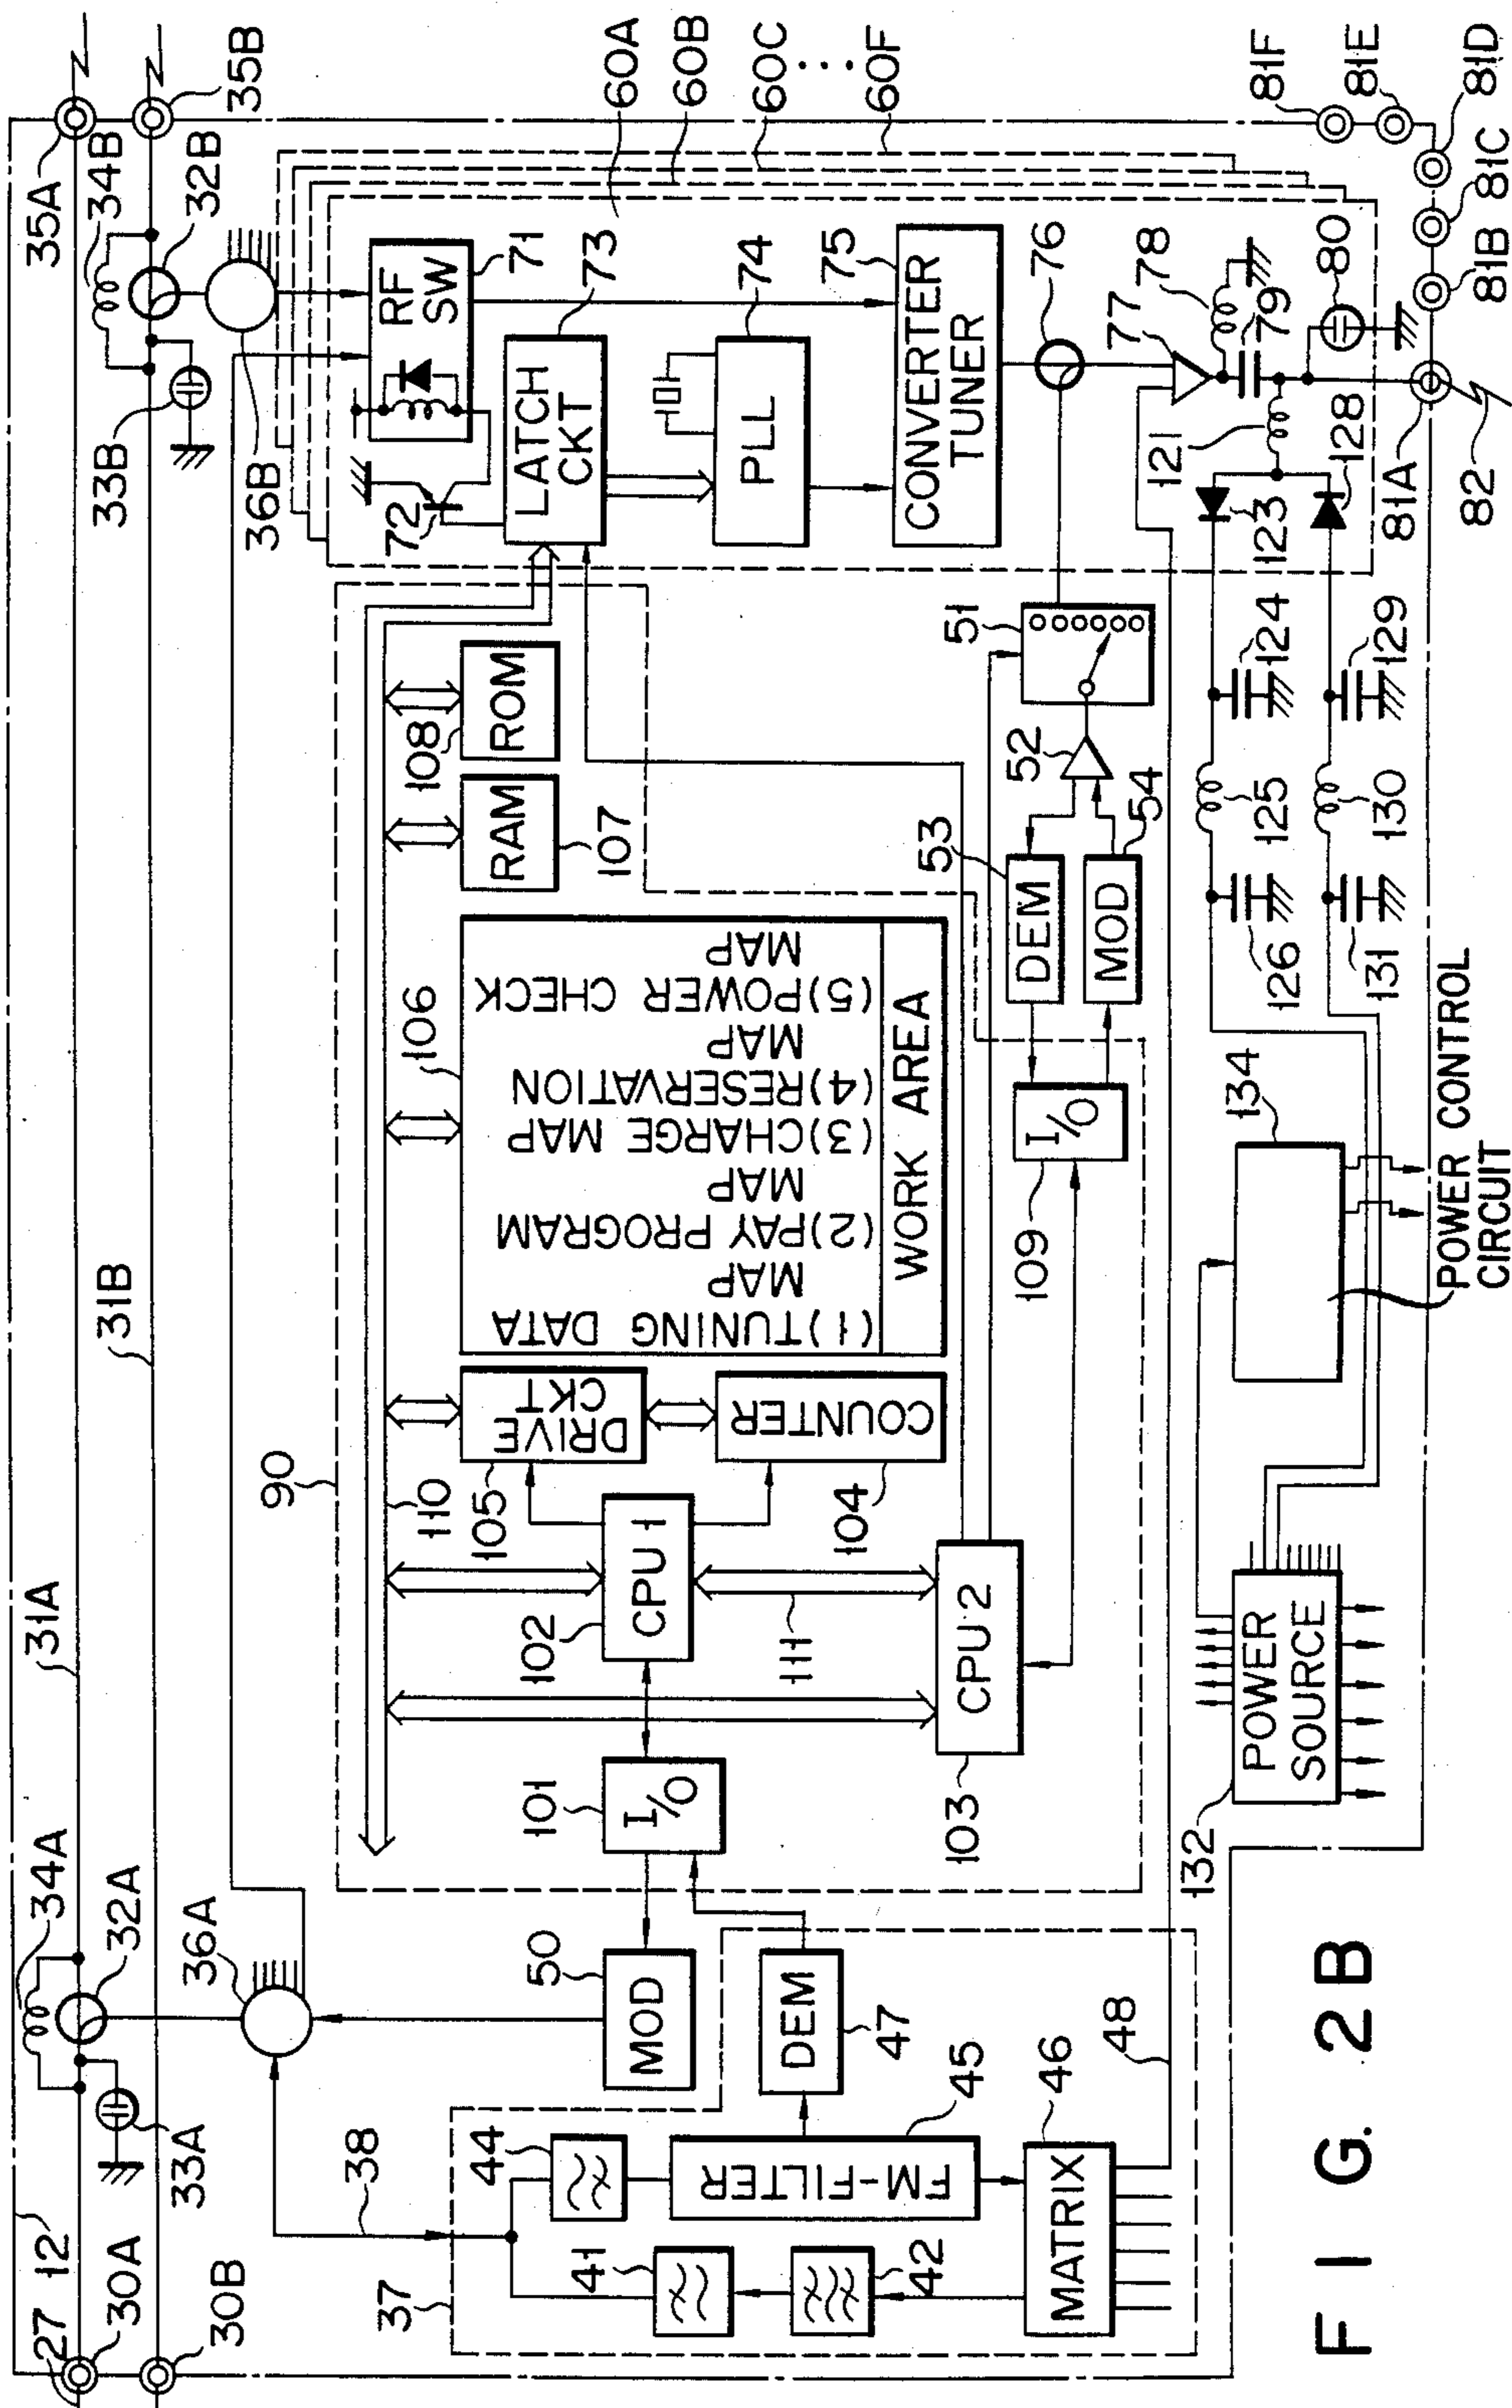 27
12
30A
30B
34A
33A
32A
31A
31B
36A
38
37
41
42
44
FM-FILTER
45
MATRIX
46
48
DEM
47
MOD
50
101
I/O
90
110
102
CPU 1
111
103
CPU 2
105
DRIVE
CKT
COUNTER
104
106
(1)TUNING DATA
MAP
(2)PAY PROGRAM
MAP
(3)CHARGE MAP
(4)RESERVATION
MAP
(5)POWER CHECK
MAP
WORK AREA
RAM
107
108
ROM
109
I/O
53
DEM
MOD
54
52
51
35A
34B
32B
35B
33B
36B
RF
SW
71
72
LATCH
CKT
73
PLL
74
CONVERTER
TUNER
75
76
77
78
79
80
60A
60B
60C
60F
121
123
128
124
125
126
129
130
131
81A
82
81B
81C
81D
81E
81F
132
POWER
SOURCE
134
POWER CONTROL
CIRCUIT
FIG. 2B